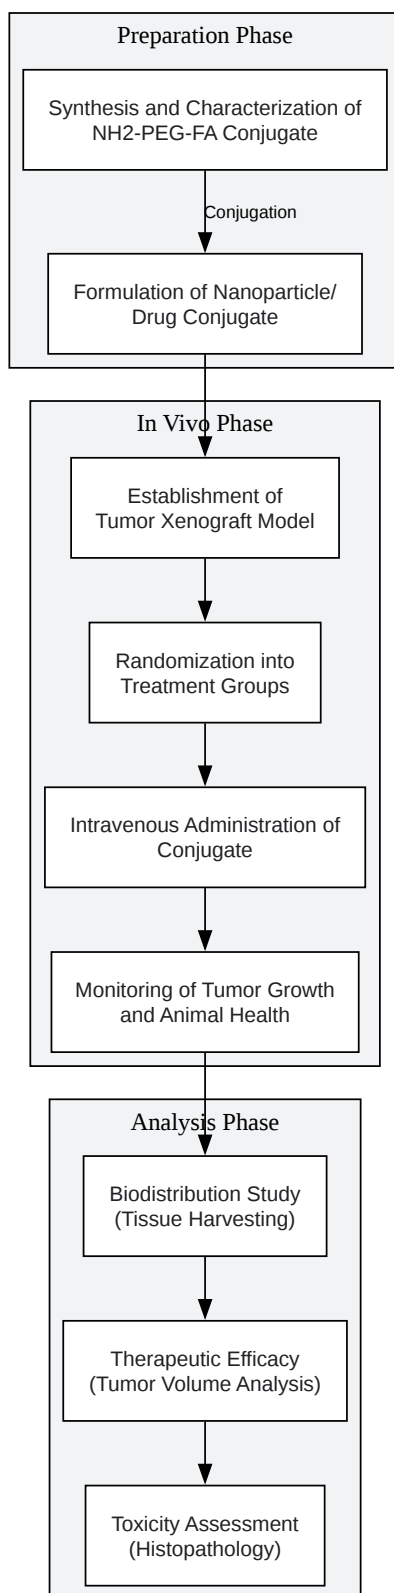 Preparation Phase
Synthesis and Characterization of
NH2-PEG-FA Conjugate
Conjugation
Formulation of Nanoparticle/
Drug Conjugate
In Vivo Phase
Establishment of
Tumor Xenograft Model
Randomization into
Treatment Groups
Intravenous Administration of
Conjugate
Monitoring of Tumor Growth
and Animal Health
Analysis Phase
Biodistribution Study
(Tissue Harvesting)
Therapeutic Efficacy
(Tumor Volume Analysis)
Toxicity Assessment
(Histopathology)